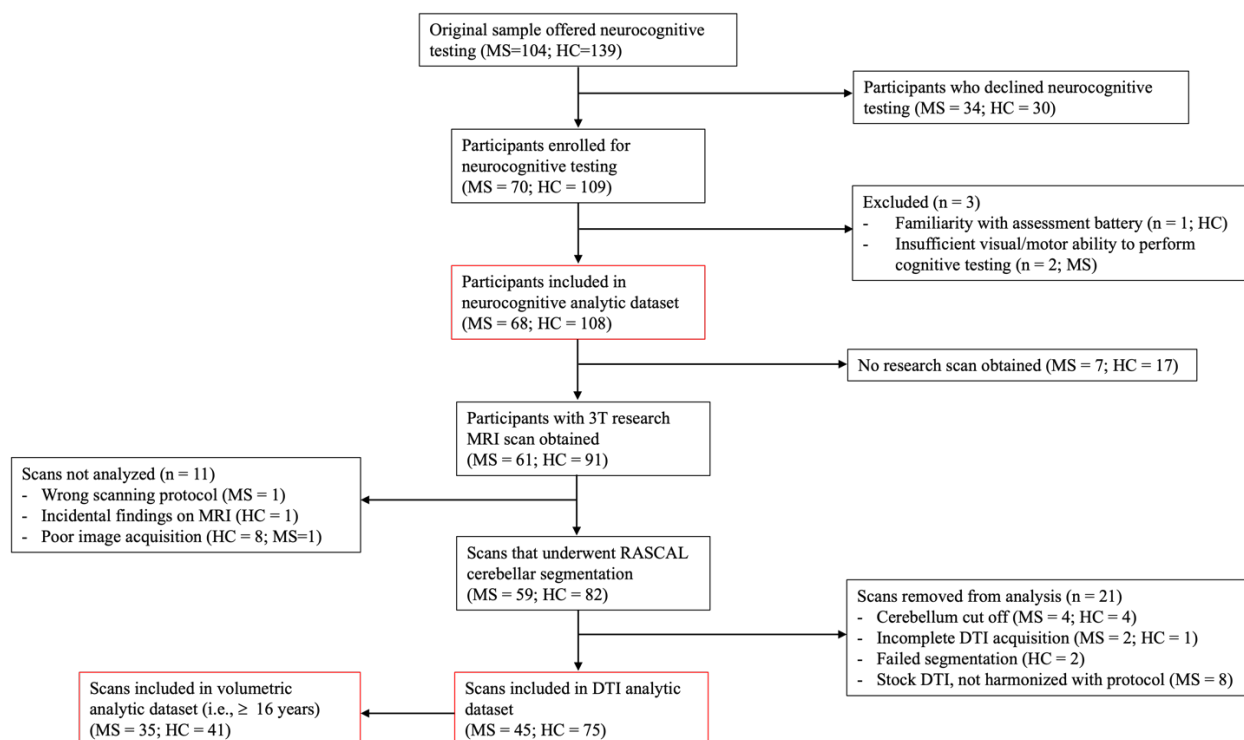 Original sample offered neurocognitive
testing (MS=104; HC=139)
Participants who declined neurocognitive
testing (MS = 34; HC = 30)
Participants enrolled for
neurocognitive testing
(MS = 70; HC = 109)
Excluded (n = 3)
- Familiarity with assessment battery (n = 1; HC)
- Insufficient visual/motor ability to perform
cognitive testing (n = 2; MS)
Participants included in
neurocognitive analytic dataset
(MS = 68; HC = 108)
No research scan obtained (MS = 7; HC = 17)
Participants with 3T research
MRI scan obtained
(MS = 61; HC = 91)
Scans not analyzed (n = 11)
- Wrong scanning protocol (MS = 1)
- Incidental findings on MRI (HC = 1)
- Poor image acquisition (HC = 8; MS=1)
Scans that underwent RASCAL
cerebellar segmentation
(MS = 59; HC = 82)
Scans removed from analysis (n = 21)
- Cerebellum cut off (MS = 4; HC = 4)
- Incomplete DTI acquisition (MS = 2; HC = 1)
- Failed segmentation (HC = 2)
- Stock DTI, not harmonized with protocol (MS = 8)
Scans included in volumetric
analytic dataset (i.e., ≥ 16 years)
(MS = 35; HC = 41)
Scans included in DTI analytic
dataset
(MS = 45; HC = 75)